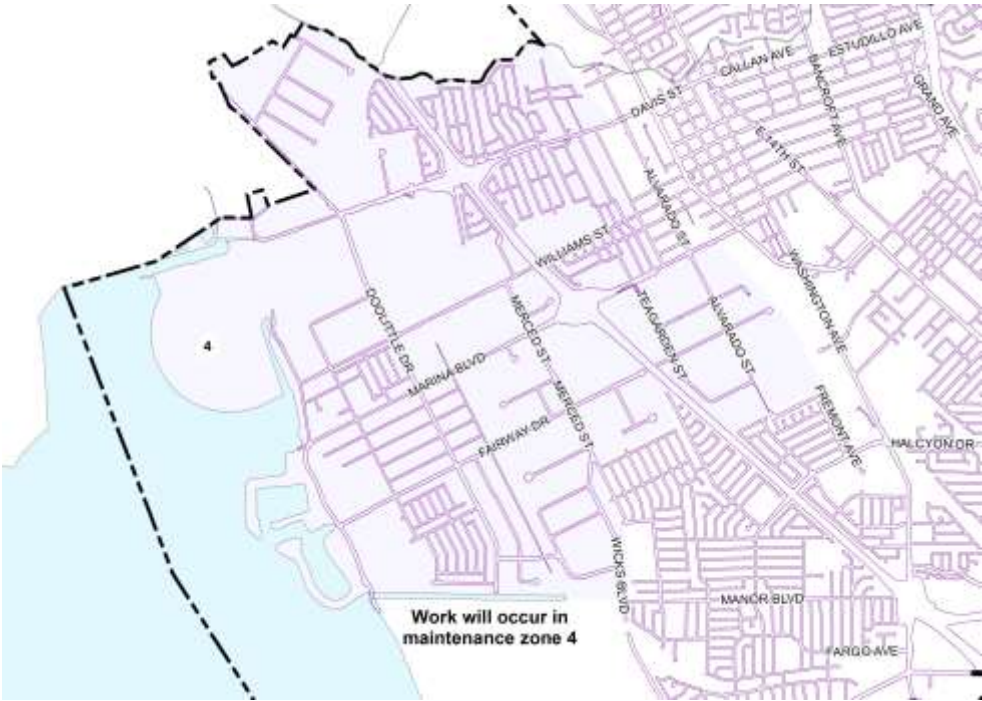 ESTUDILLO AVE
CALLAN AVE
BANCROFT AVE
GRAND AVE
DAVIS ST
E 14TH ST
ALVARADO ST
WILLIAMS ST
WASHINGTON AVE
DOOLITTLE DR
MERCED ST
TEAGARDEN ST
ALVARADO ST
4
MARINA BLVD
MERCED ST
FAIRWAY DR
FREMONT AVE
HALCYON DR
WICKS BLVD
MANOR BLVD
Work will occur in
maintenance zone 4
FARGO AVE